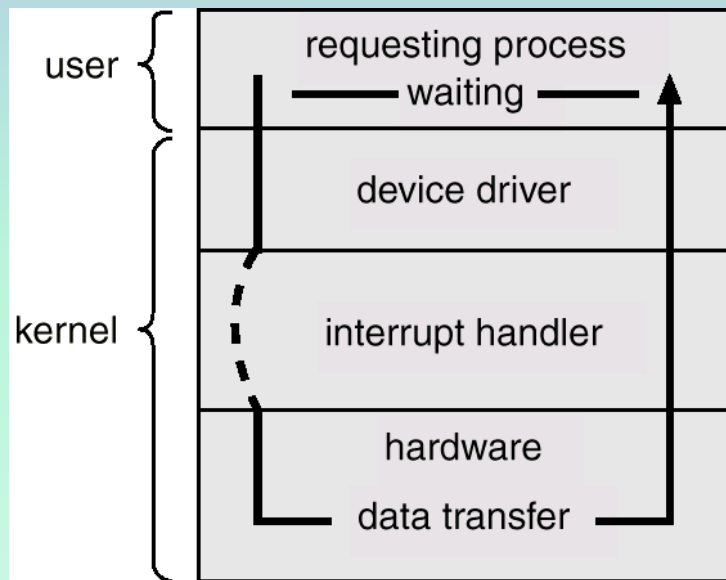 user
requesting process
waiting
device driver
kernel
interrupt handler
hardware
data transfer